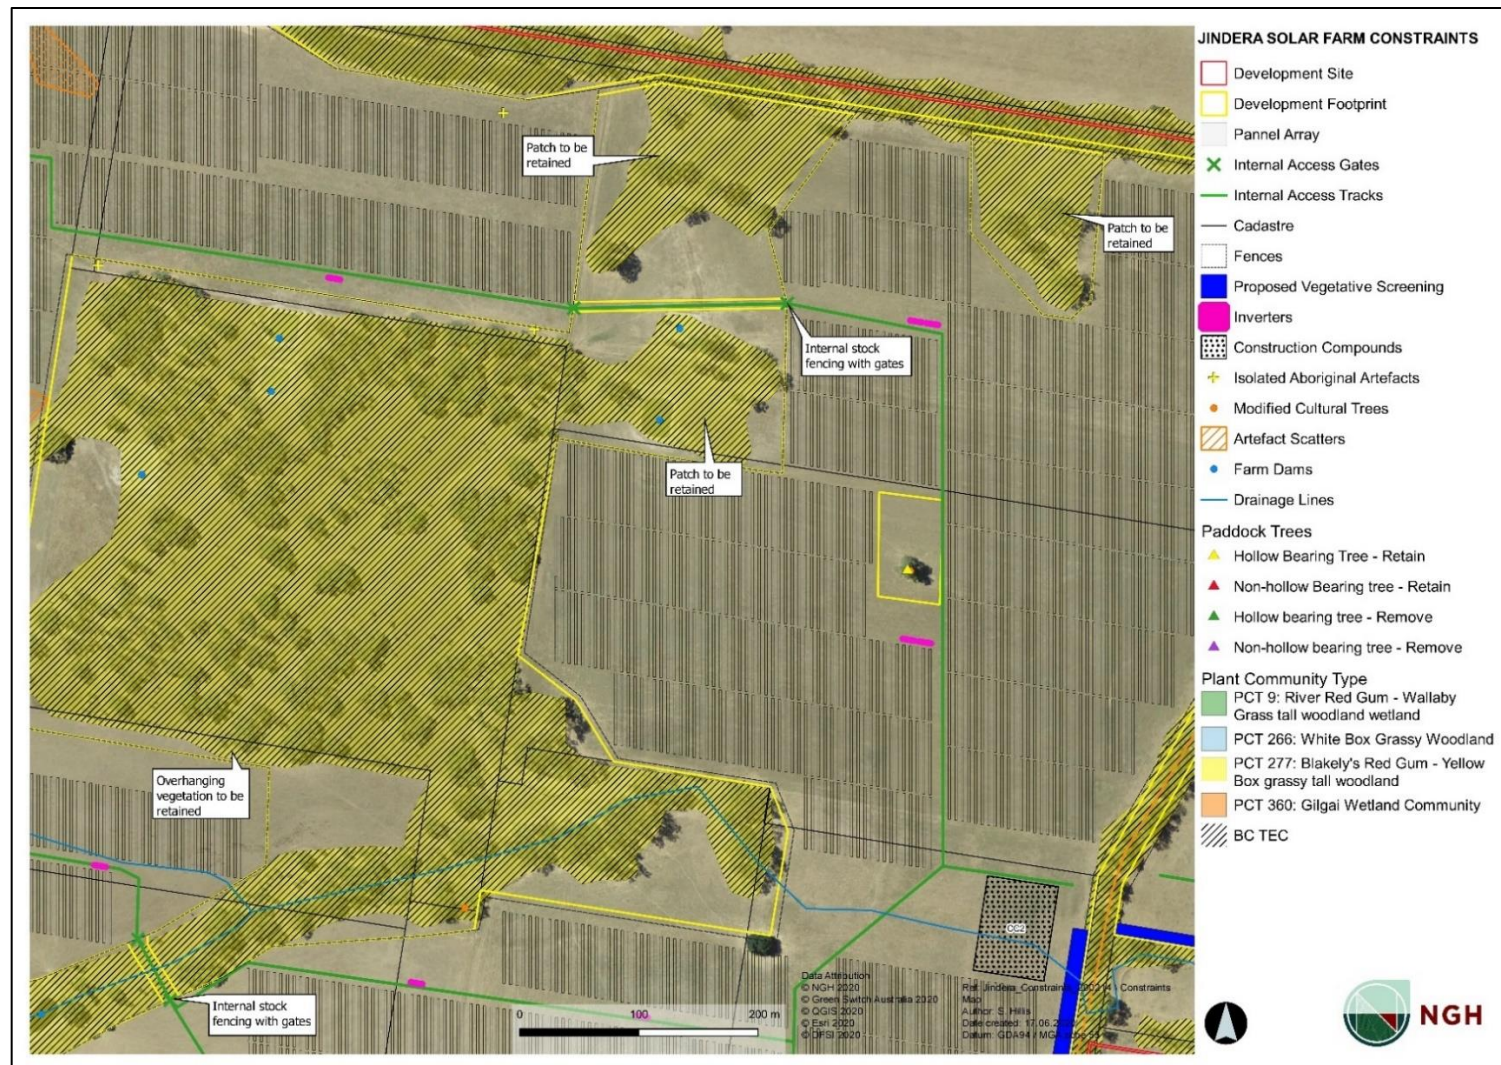 JINDERA SOLAR FARM CONSTRAINTS
Development Site
Development Footprint
Pannel Array
Internal Access Gates
Internal Access Tracks
Cadastre
Fences
Proposed Vegetative Screening
Inverters
Construction Compounds
Isolated Aboriginal Artefacts
Modified Cultural Trees
Artefact Scatters
Farm Dams
Drainage Lines
Paddock Trees
Hollow Bearing Tree - Retain
Non-hollow Bearing tree - Retain
Hollow bearing tree - Remove
Non-hollow bearing tree - Remove
Plant Community Type
PCT 9: River Red Gum - Wallaby
Grass tall woodland wetland
PCT 266: White Box Grassy Woodland
PCT 277: Blakely's Red Gum - Yellow
Box grassy tall woodland
PCT 360: Gilgai Wetland Community
BC TEC
Patch to be
retained
Patch to be
retained
Internal stock
fencing with gates
Patch to be
retained
Overhanging
vegetation to be
retained
Internal stock
fencing with gates
CC2
0 100 200 m
Data Attribution
© NGH 2020
© Green Switch Australia 2020
© QGIS 2020
© Esri 2020
© DFSI 2020
Ref: Jindera_Constraints Constraints
Map
Author: S. Hillis
Date created: 17.06.
Datum: GDA94 / MGA
NGH